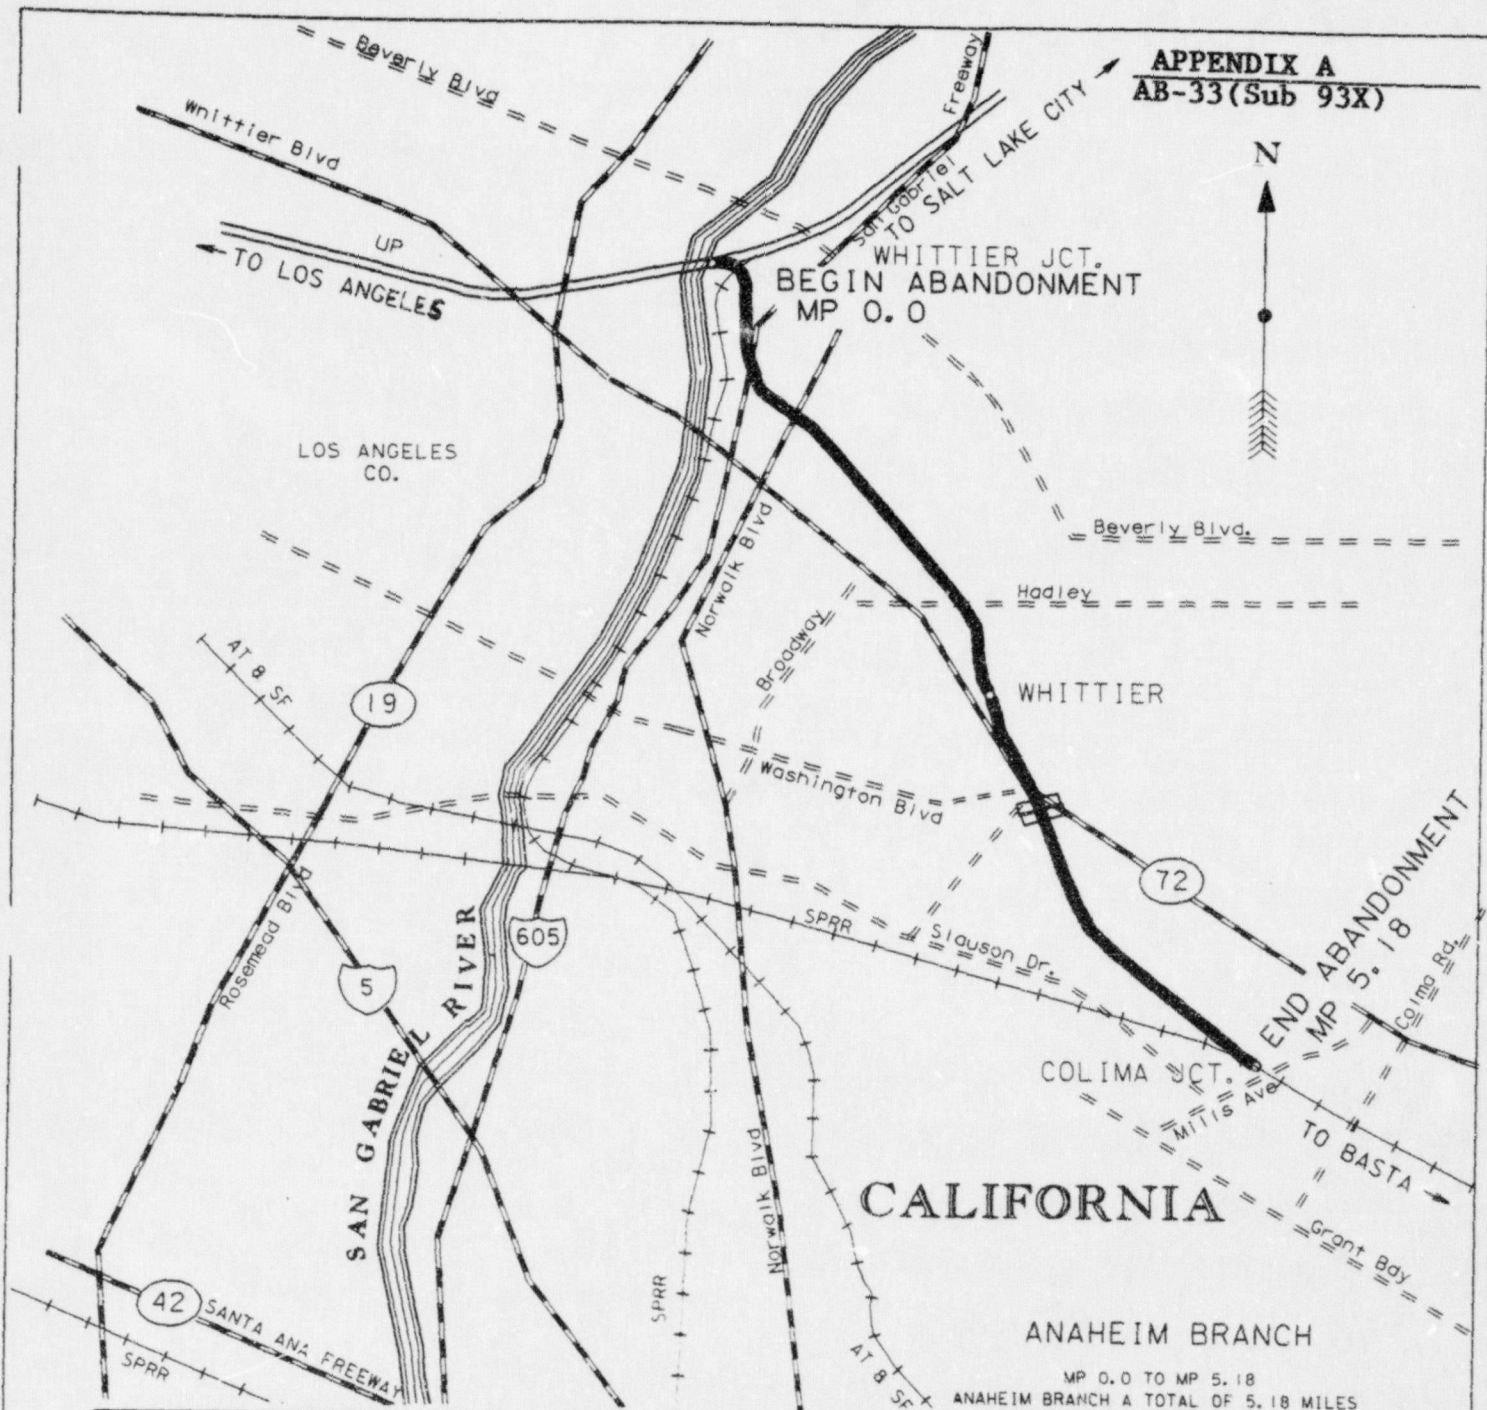 APPENDIX A
AB-33(Sub 93X)
Beverly Blvd
Whittier Blvd
Freeway
San Gabriel
TO SALT LAKE CITY
N
UP
TO LOS ANGELES
WHITTIER JCT.
BEGIN ABANDONMENT
MP 0.0
LOS ANGELES
CO.
Beverly Blvd.
Norwalk Blvd
Hadley
Broadway
AT & SF
19
WHITTIER
Washington Blvd
72
Rosemead Blvd
SPRR
Slauson Dr.
605
5
SAN GABRIEL RIVER
END ABANDONMENT
MP 5.18
Colma Rd.
COLIMA JCT.
Mills Ave
TO BASTA
Norwalk Blvd
CALIFORNIA
Grant Bdy
42
SANTA ANA FREEWAY
SPRR
SPRR
AT & SF
ANAHEIM BRANCH
MP 0.0 TO MP 5.18
ANAHEIM BRANCH A TOTAL OF 5.18 MILES